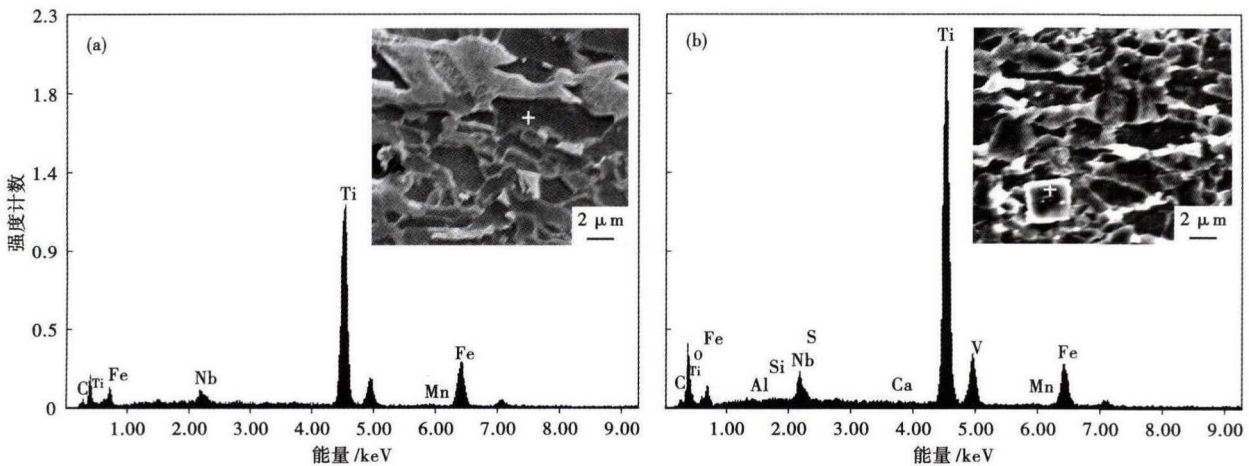 (a)
2.3
1.8
1.4
0.9
0.5
0
强度计数
C
Ti
Fe
Nb
Ti
Mn
Fe
2 μm
1.00 2.00 3.00 4.00 5.00 6.00 7.00 8.00 9.00
能量/keV
(b)
Ti
C
O
Ti
Fe
Al
Si
Nb
S
Ca
V
Mn
Fe
2 μm
1.00 2.00 3.00 4.00 5.00 6.00 7.00 8.00 9.00
能量/keV